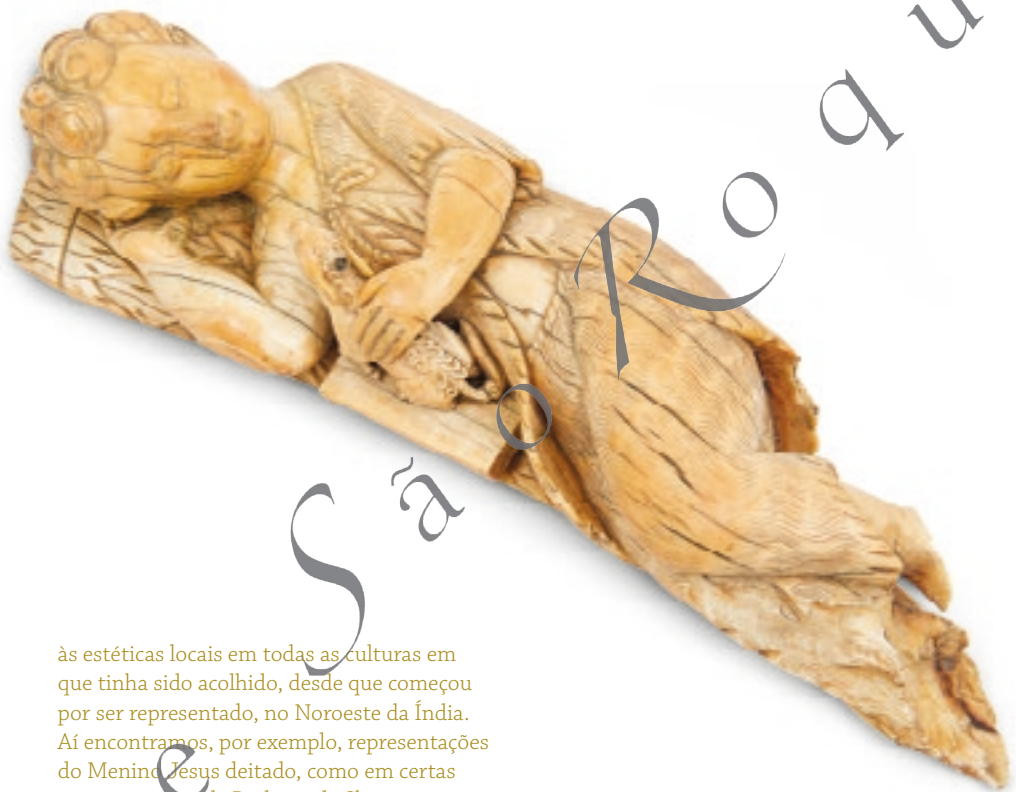 São Roque
às estéticas locais em todas as culturas em
que tinha sido acolhido, desde que começou
por ser representado, no Noroeste da Índia.
Aí encontramos, por exemplo, representações
do Menino Jesus deitado, como em certas